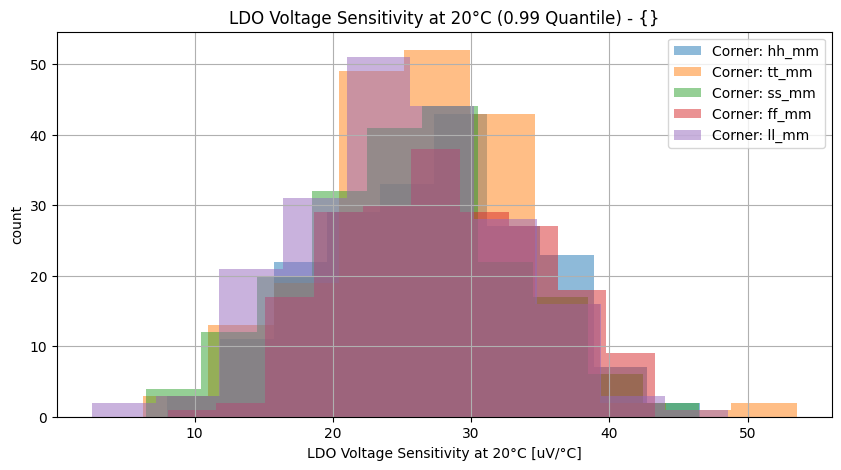 LDO Voltage Sensitivity at 20°C (0.99 Quantile) - {}
Corner: hh_mm
Corner: tt_mm
Corner: ss_mm
Corner: ff_mm
Corner: ll_mm
count
50
40
30
20
10
0
10 20 30 40 50
LDO Voltage Sensitivity at 20°C [uV/°C]